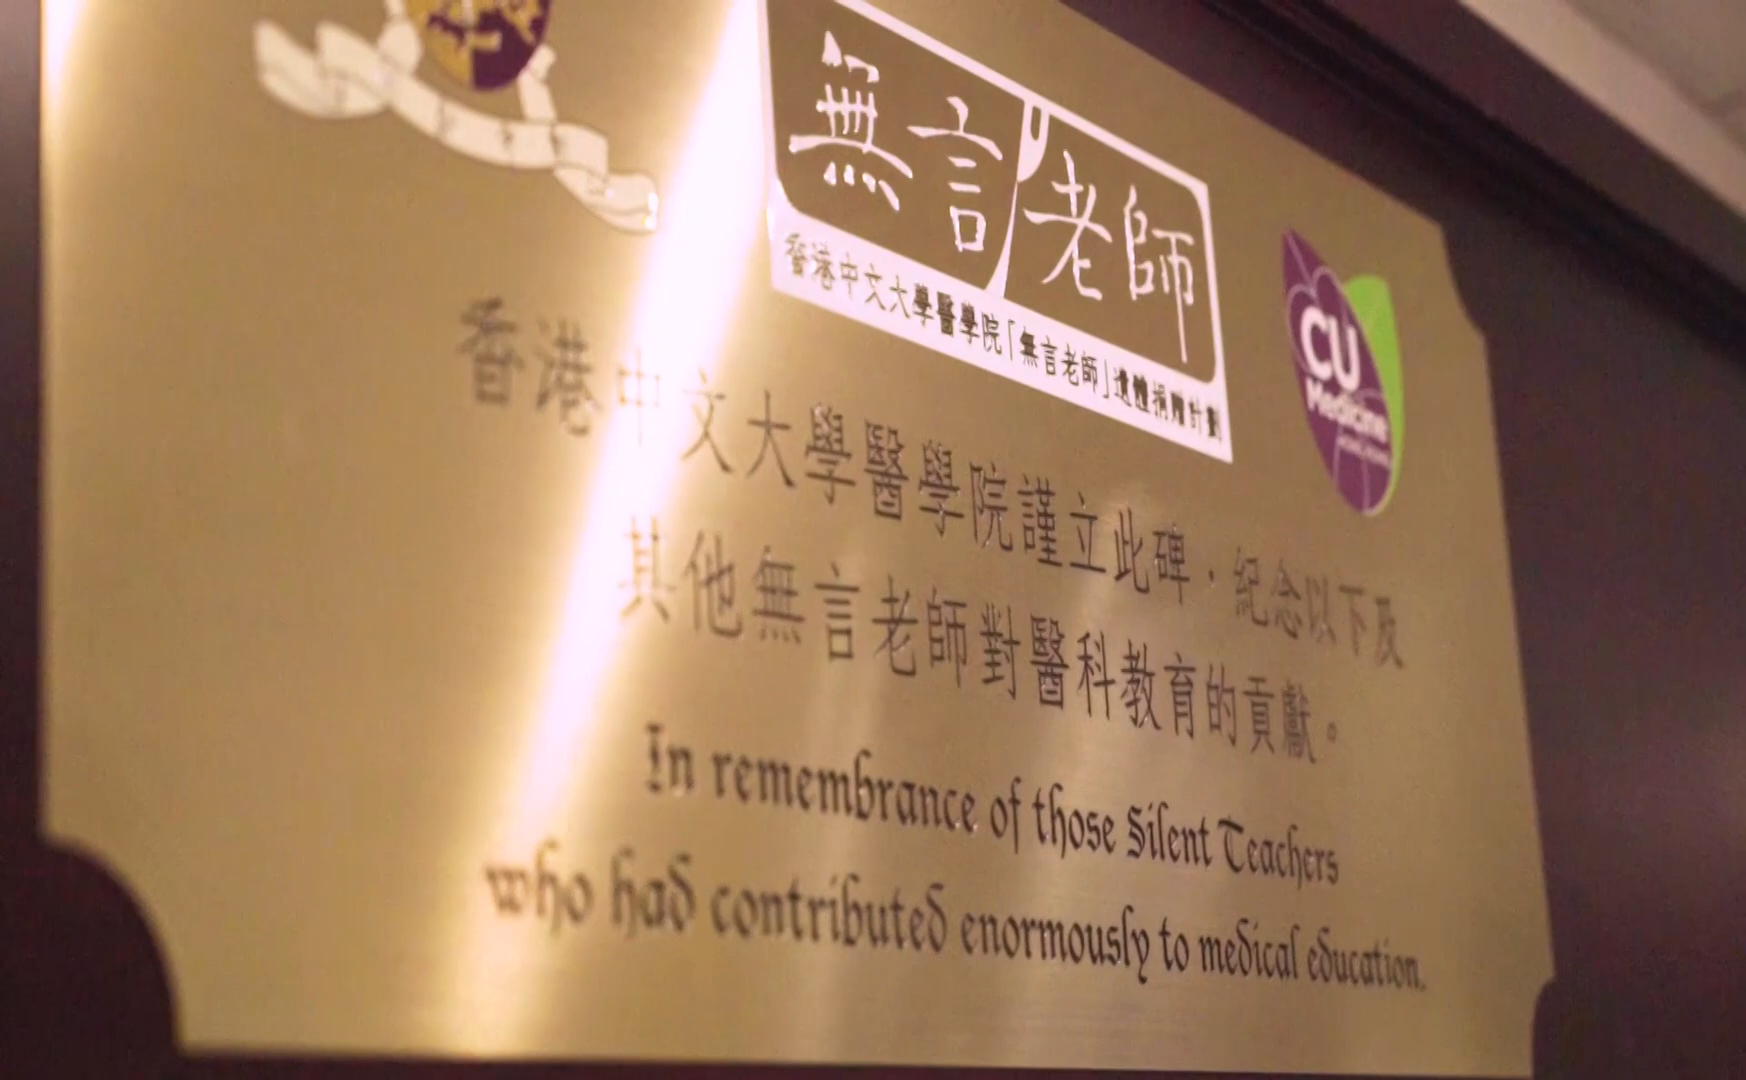 無言老師
香港中文大學醫學院「無言老師」遺體捐贈計劃
CU
Medicine
香港中文大學醫學院謹立此碑，紀念以下及
其他無言老師對醫科教育的貢獻。
In remembrance of those Silent Teachers
who had contributed enormously to medical education.